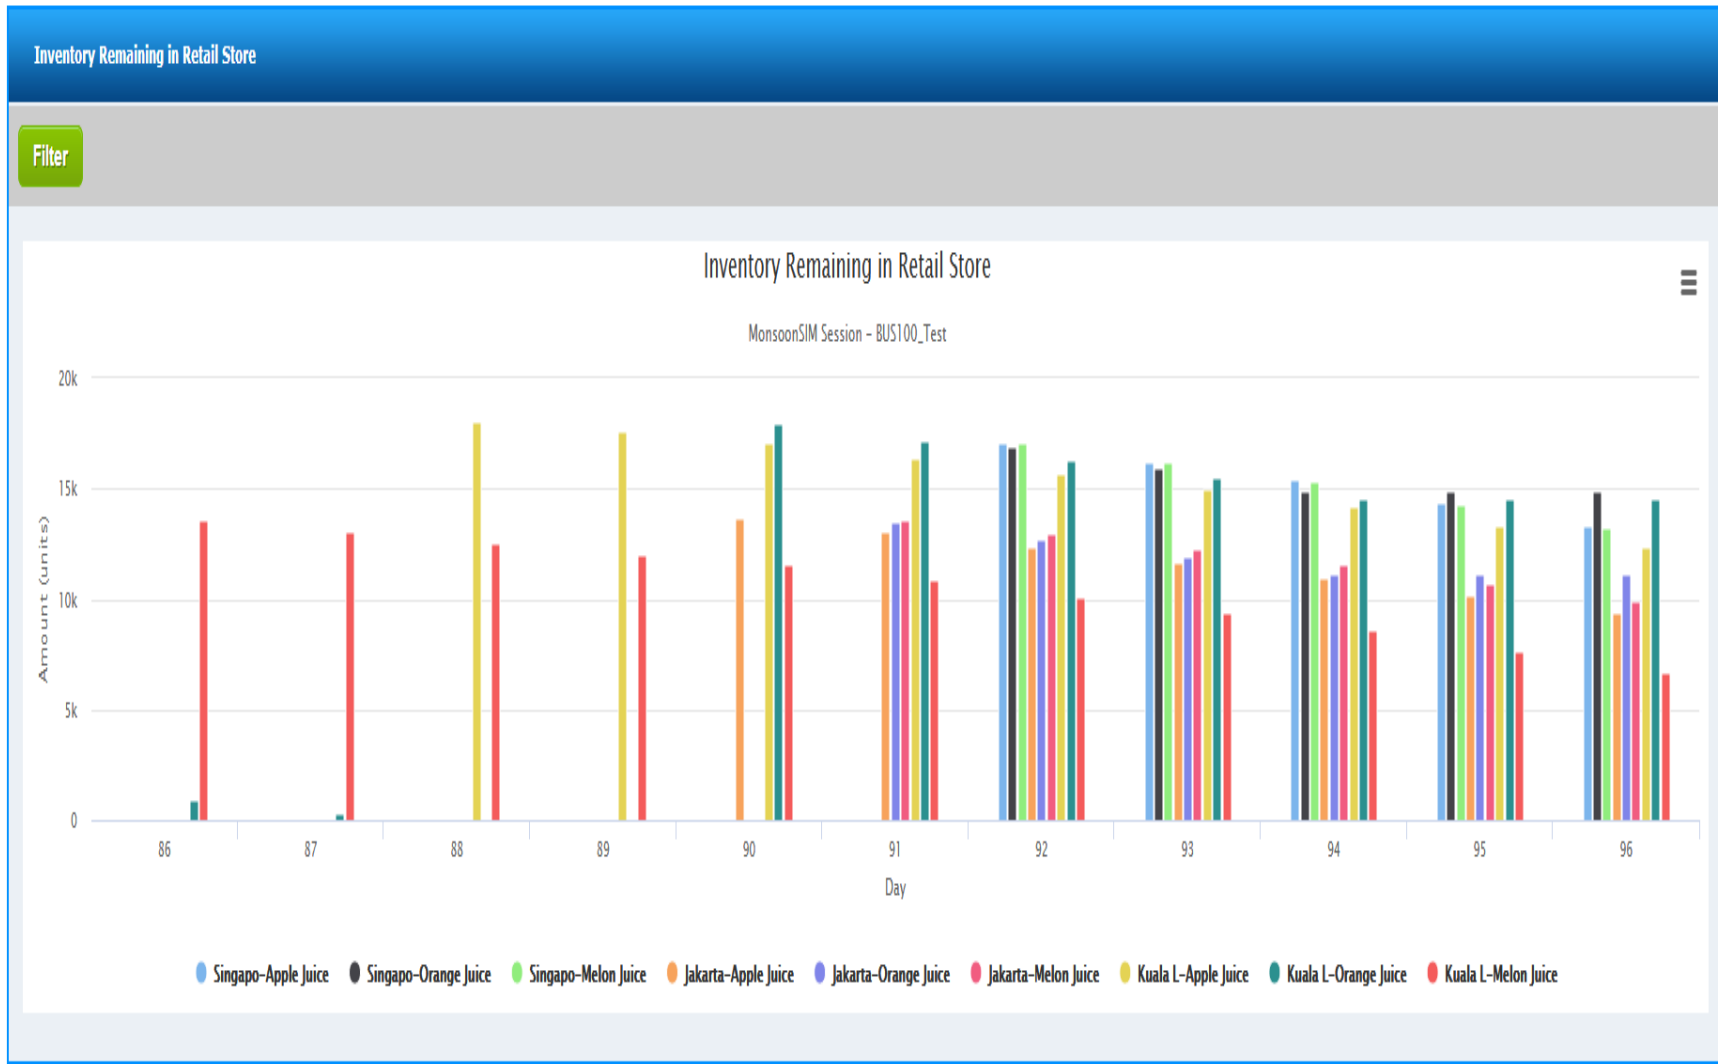 Inventory Remaining in Retail Store
Filter
Inventory Remaining in Retail Store
MonsoonSIM Session - BUS100_Test
20k
15k
10k
5k
0
Amount (units)
86 87 88 89 90 91 92 93 94 95 96
Day
Singapo-Apple Juice Singapo-Orange Juice Singapo-Melon Juice Jakarta-Apple Juice Jakarta-Orange Juice Jakarta-Melon Juice Kuala L-Apple Juice Kuala L-Orange Juice Kuala L-Melon Juice